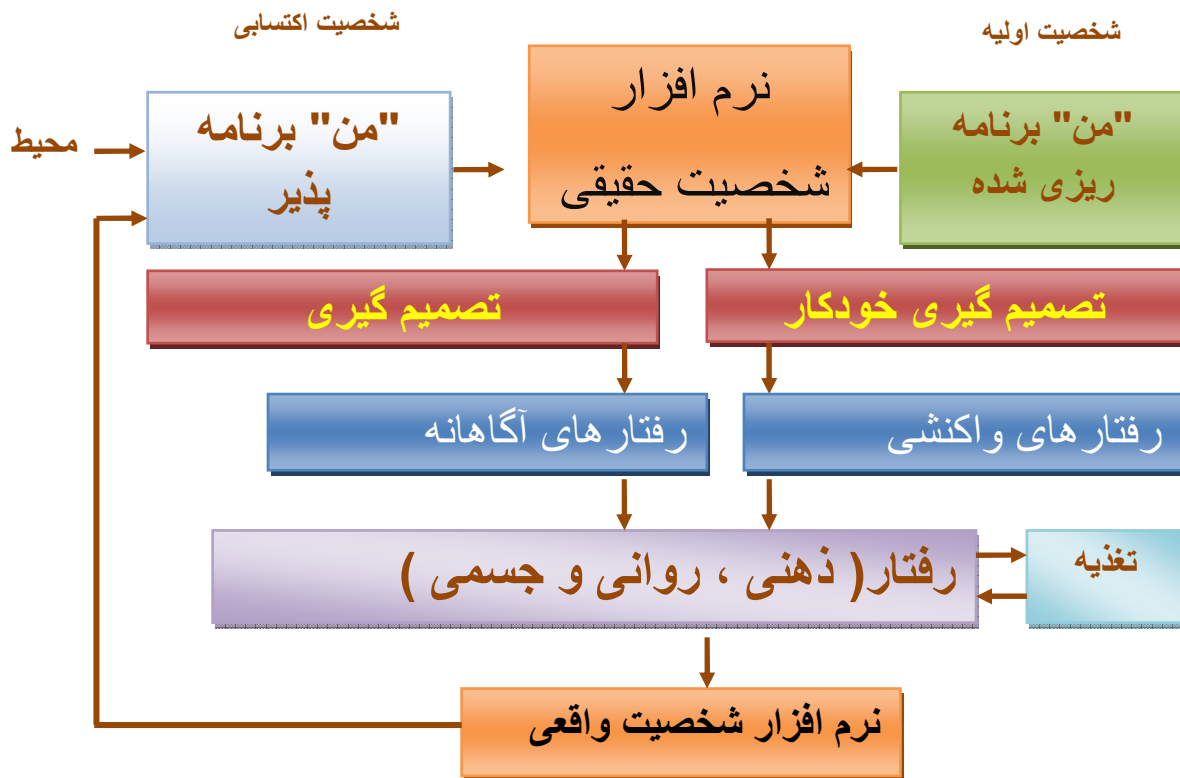 شخصیت اولیه
شخصیت اکتسابی
نرم افزار
شخصیت حقیقی
"من" برنامه
ریزی شده
"من" برنامه
پذیر
محیط
تصمیم گیری خودکار
تصمیم گیری
رفتارهای واکنشی
رفتارهای آگاهانه
رفتار( ذهنی ، روانی و جسمی )
تغذیه
نرم افزار شخصیت واقعی